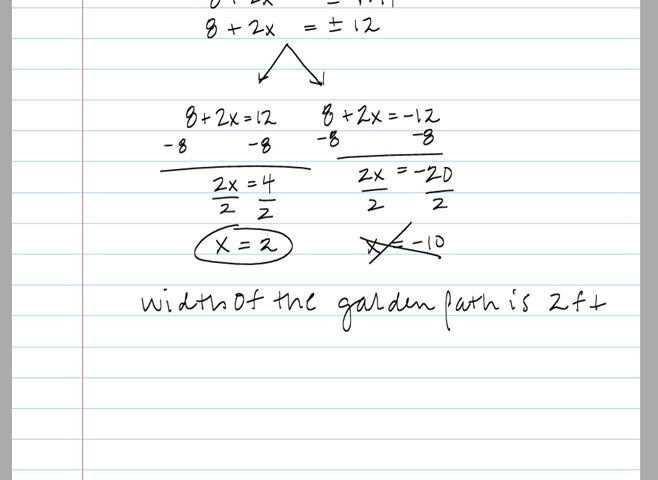 8 + 2x = ± 12
8 + 2x = 12
-8 -8
2x = 4
2 2
x = 2
8 + 2x = -12
-8 -8
2x = -20
2 2
x = -10
width of the garden path is 2ft